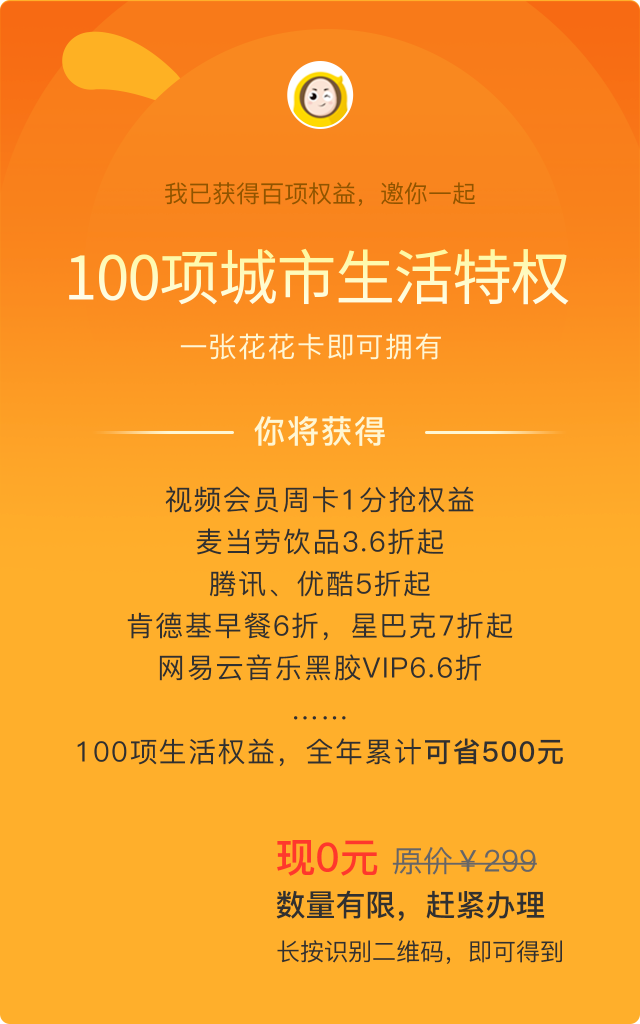 我已获得百项权益，邀你一起
100项城市生活特权
一张花花卡即可拥有
你将获得
视频会员周卡1分抢权益
麦当劳饮品3.6折起
腾讯、优酷5折起
肯德基早餐6折，星巴克7折起
网易云音乐黑胶VIP6.6折
……
100项生活权益，全年累计可省500元
现0元 原价￥299
数量有限，赶紧办理
长按识别二维码，即可得到